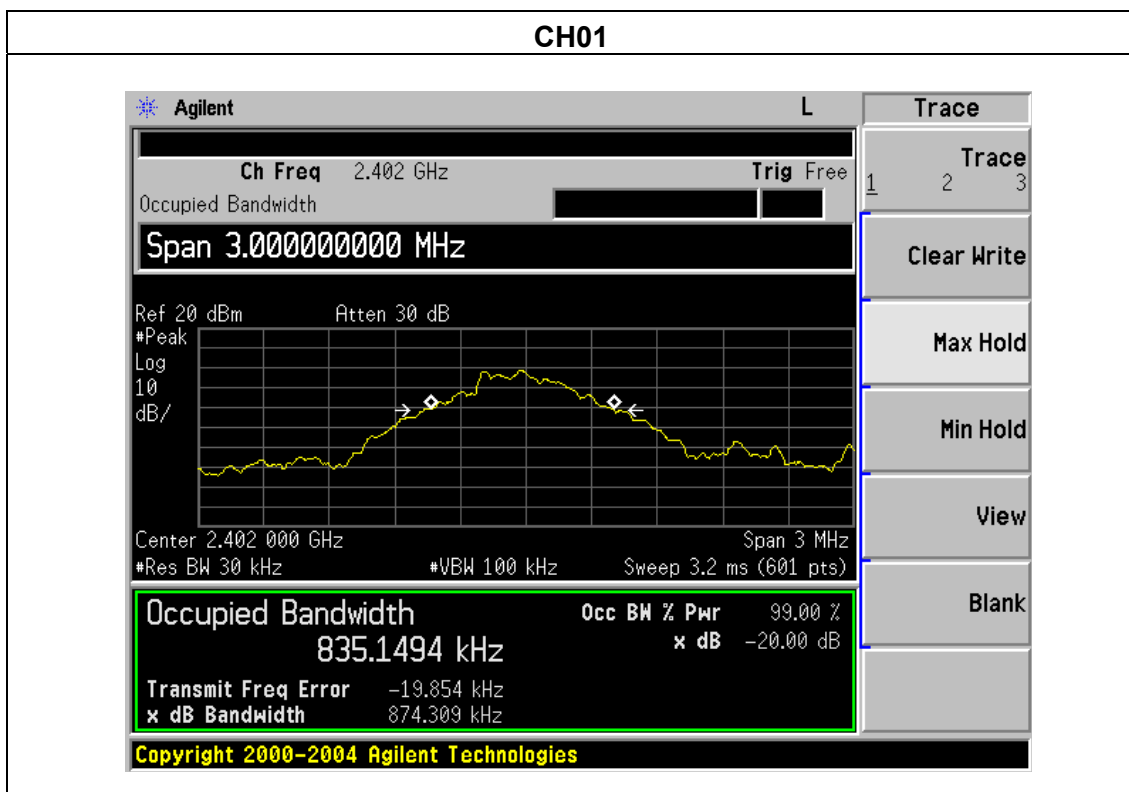 CH01
Agilent L
Ch Freq 2.402 GHz Trig Free
Occupied Bandwidth
Span 3.000000000 MHz
Ref 20 dBm Atten 30 dB
#Peak
Log
10
dB/
Center 2.402 000 GHz Span 3 MHz
#Res BW 30 kHz #VBW 100 kHz Sweep 3.2 ms (601 pts)
Occupied Bandwidth Occ BW % Pwr 99.00 %
835.1494 kHz x dB -20.00 dB
Transmit Freq Error -19.854 kHz
x dB Bandwidth 874.309 kHz
Copyright 2000-2004 Agilent Technologies
Trace
Trace
1 2 3
Clear Write
Max Hold
Min Hold
View
Blank